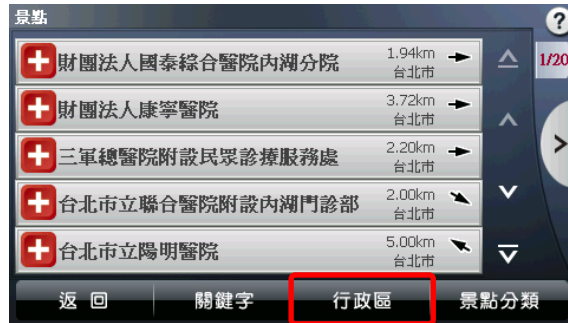 景點
?
財團法人國泰綜合醫院內湖分院
1.94km
台北市
1/20
財團法人康寧醫院
3.72km
台北市
三軍總醫院附設民眾診療服務處
2.20km
台北市
台北市立聯合醫院附設內湖門診部
2.00km
台北市
台北市立陽明醫院
5.00km
台北市
返回 關鍵字 行政區 景點分類